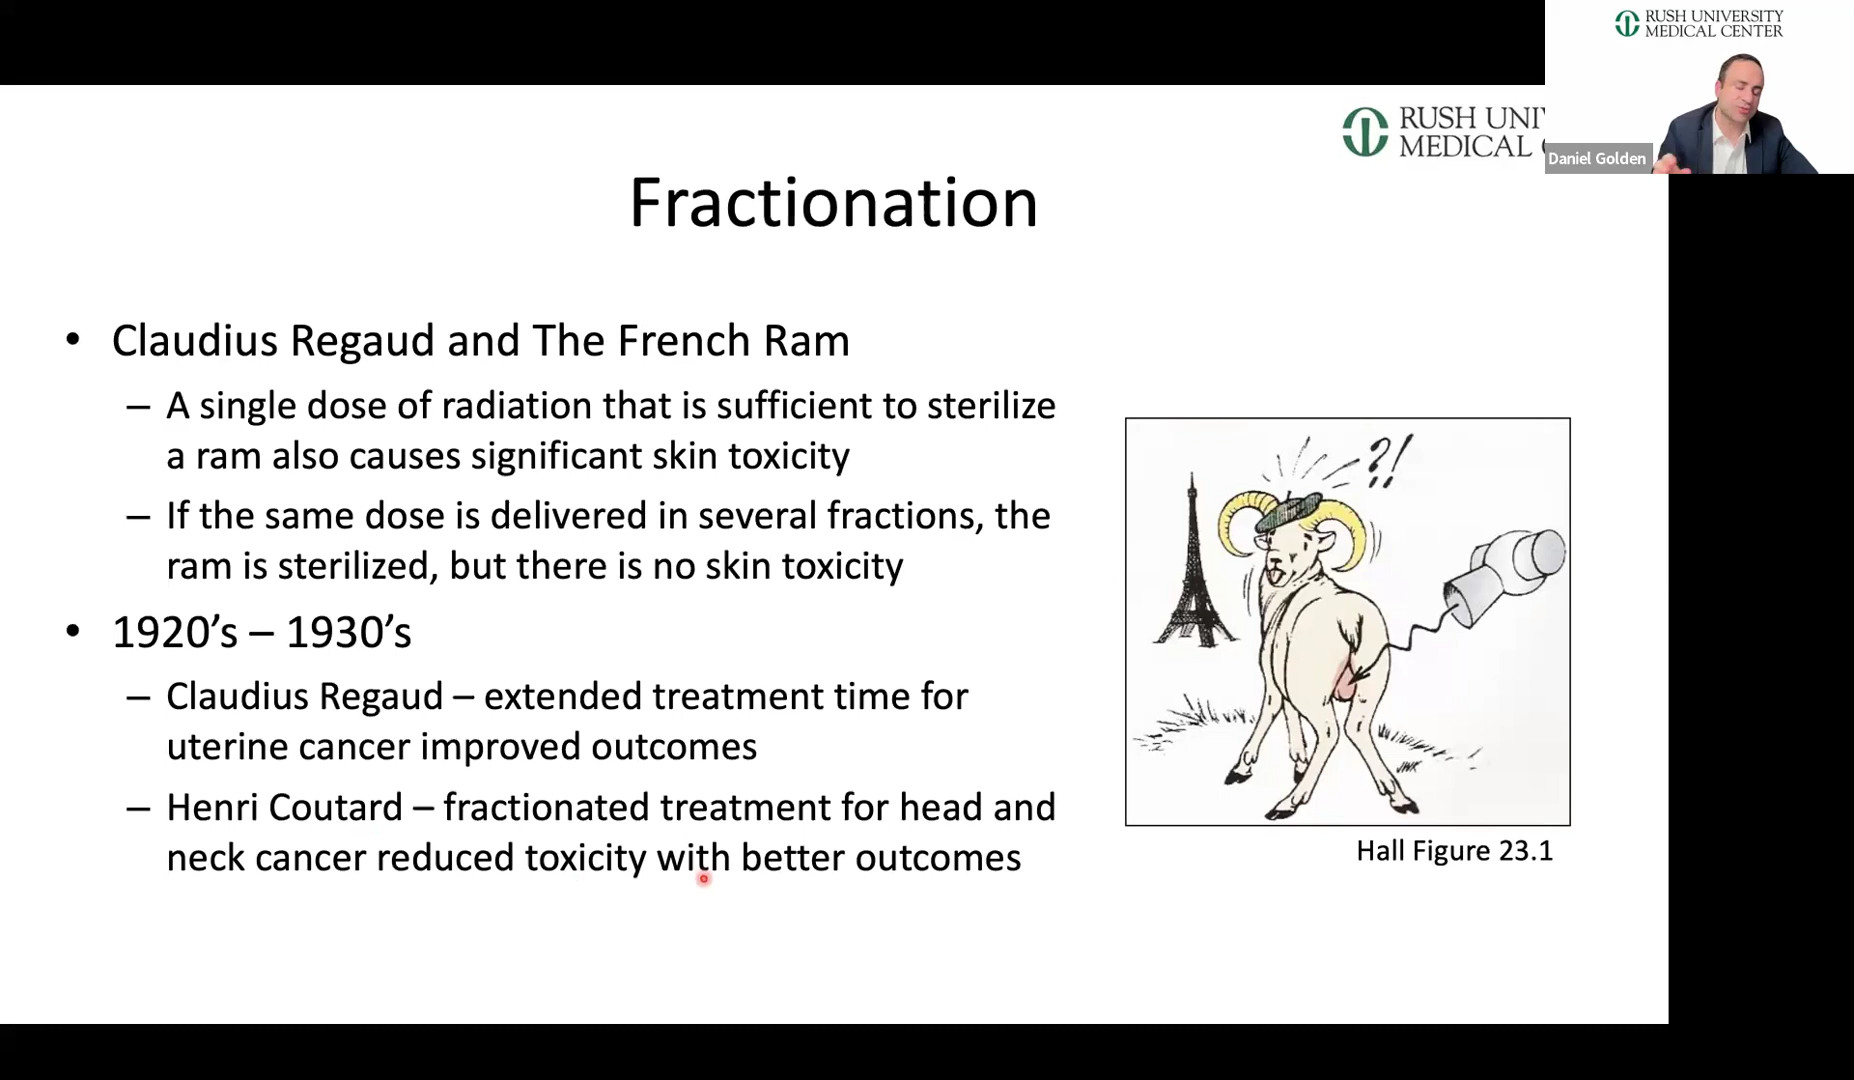 RUSH UNIVERSITY
MEDICAL CENTER
RUSH UNI
MEDICAL
Daniel Golden
Fractionation
• Claudius Regaud and The French Ram
– A single dose of radiation that is sufficient to sterilize
a ram also causes significant skin toxicity
– If the same dose is delivered in several fractions, the
ram is sterilized, but there is no skin toxicity
• 1920’s – 1930’s
– Claudius Regaud – extended treatment time for
uterine cancer improved outcomes
– Henri Coutard – fractionated treatment for head and
neck cancer reduced toxicity with better outcomes
?!
JWK
Hall Figure 23.1